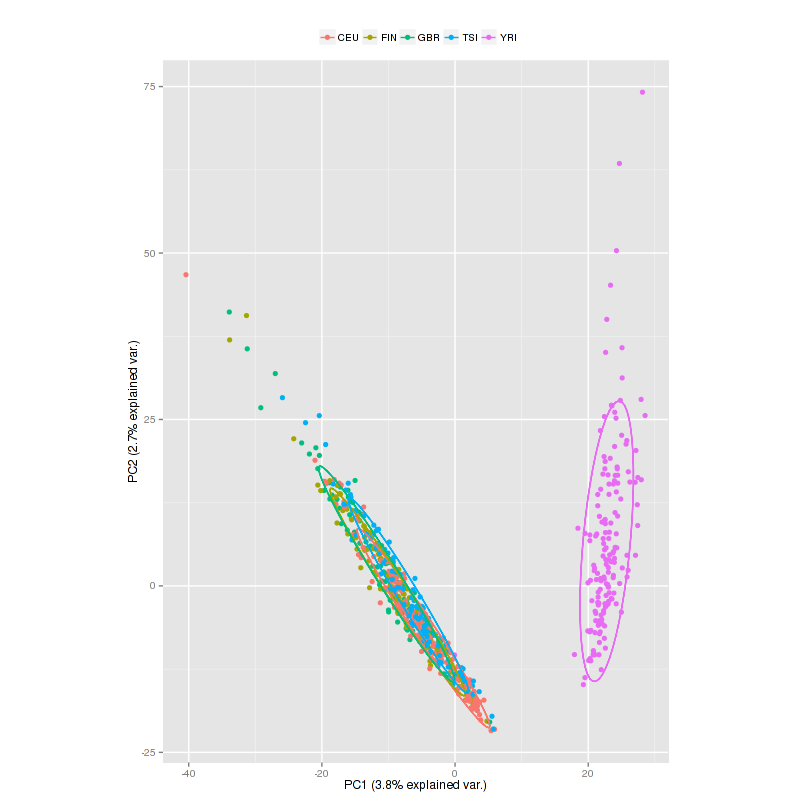 CEU FIN GBR TSI YRI
75
50
25
0
-25
PC2 (2.7% explained var.)
-40 -20 0 20
PC1 (3.8% explained var.)